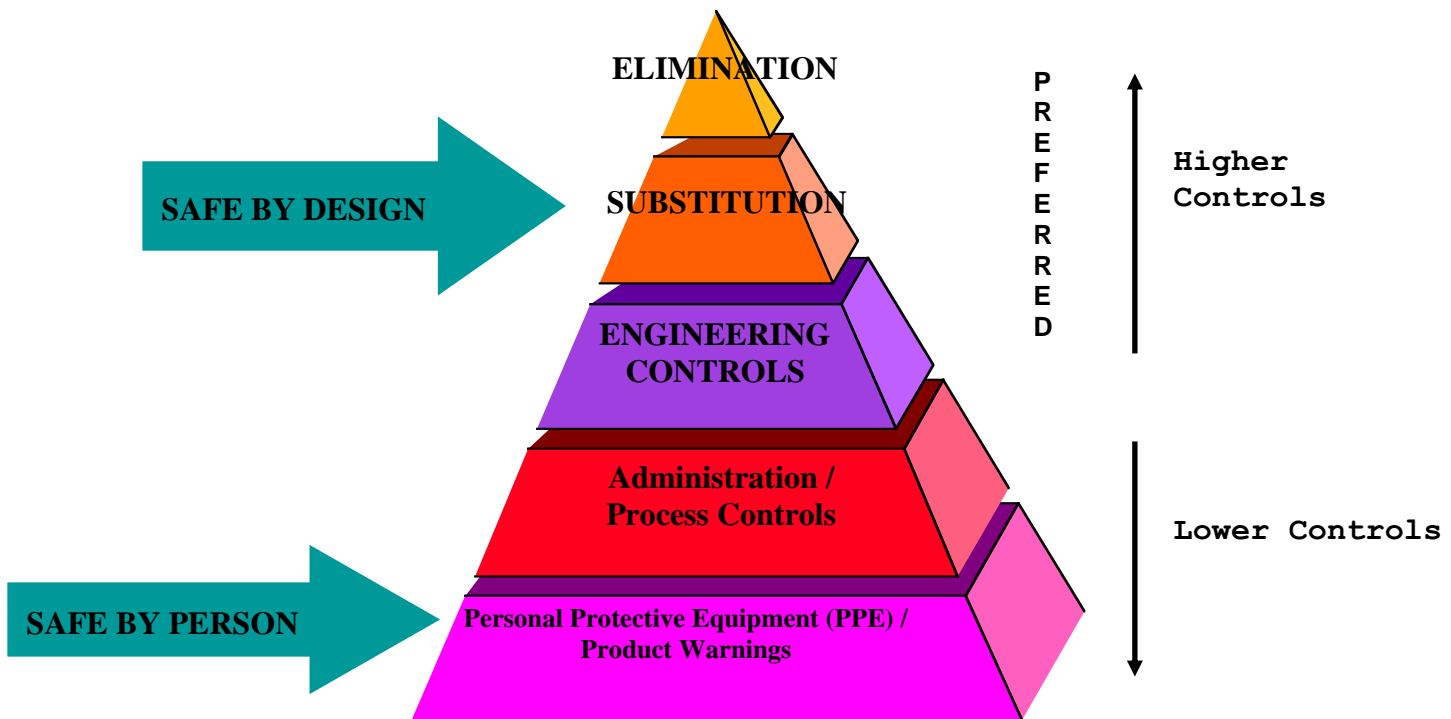 ELIMINATION
SAFE BY DESIGN
SUBSTITUTION
ENGINEERING
CONTROLS
Administration /
Process Controls
SAFE BY PERSON
Personal Protective Equipment (PPE) /
Product Warnings
PREFERRED
Higher
Controls
Lower Controls